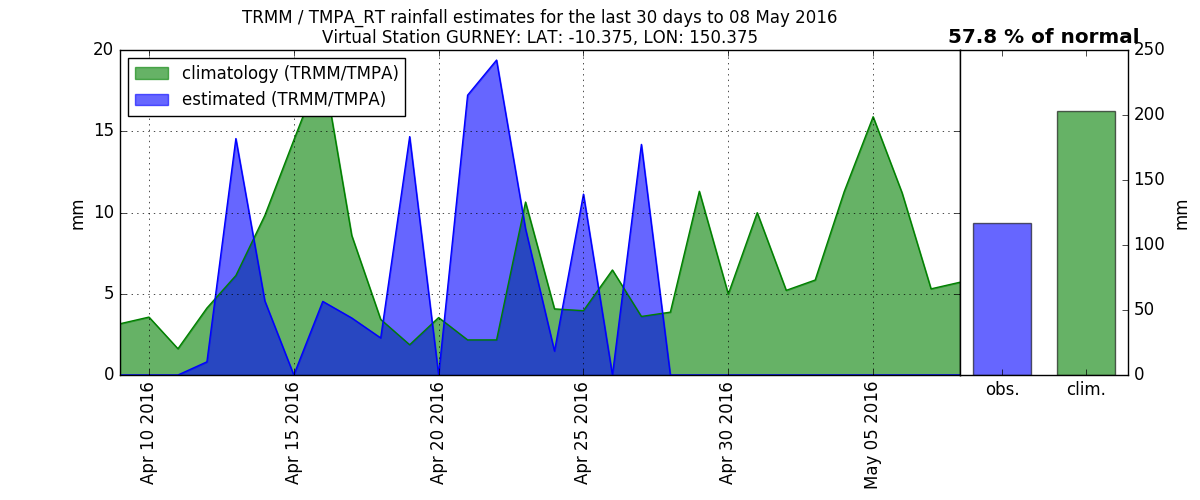 TRMM / TMPA_RT rainfall estimates for the last 30 days to 08 May 2016
Virtual Station GURNEY: LAT: -10.375, LON: 150.375
57.8 % of normal
climatology (TRMM/TMPA)
estimated (TRMM/TMPA)
20
15
10
5
0
mm
250
200
150
100
50
0
mm
obs.
clim.
Apr 10 2016
Apr 15 2016
Apr 20 2016
Apr 25 2016
Apr 30 2016
May 05 2016